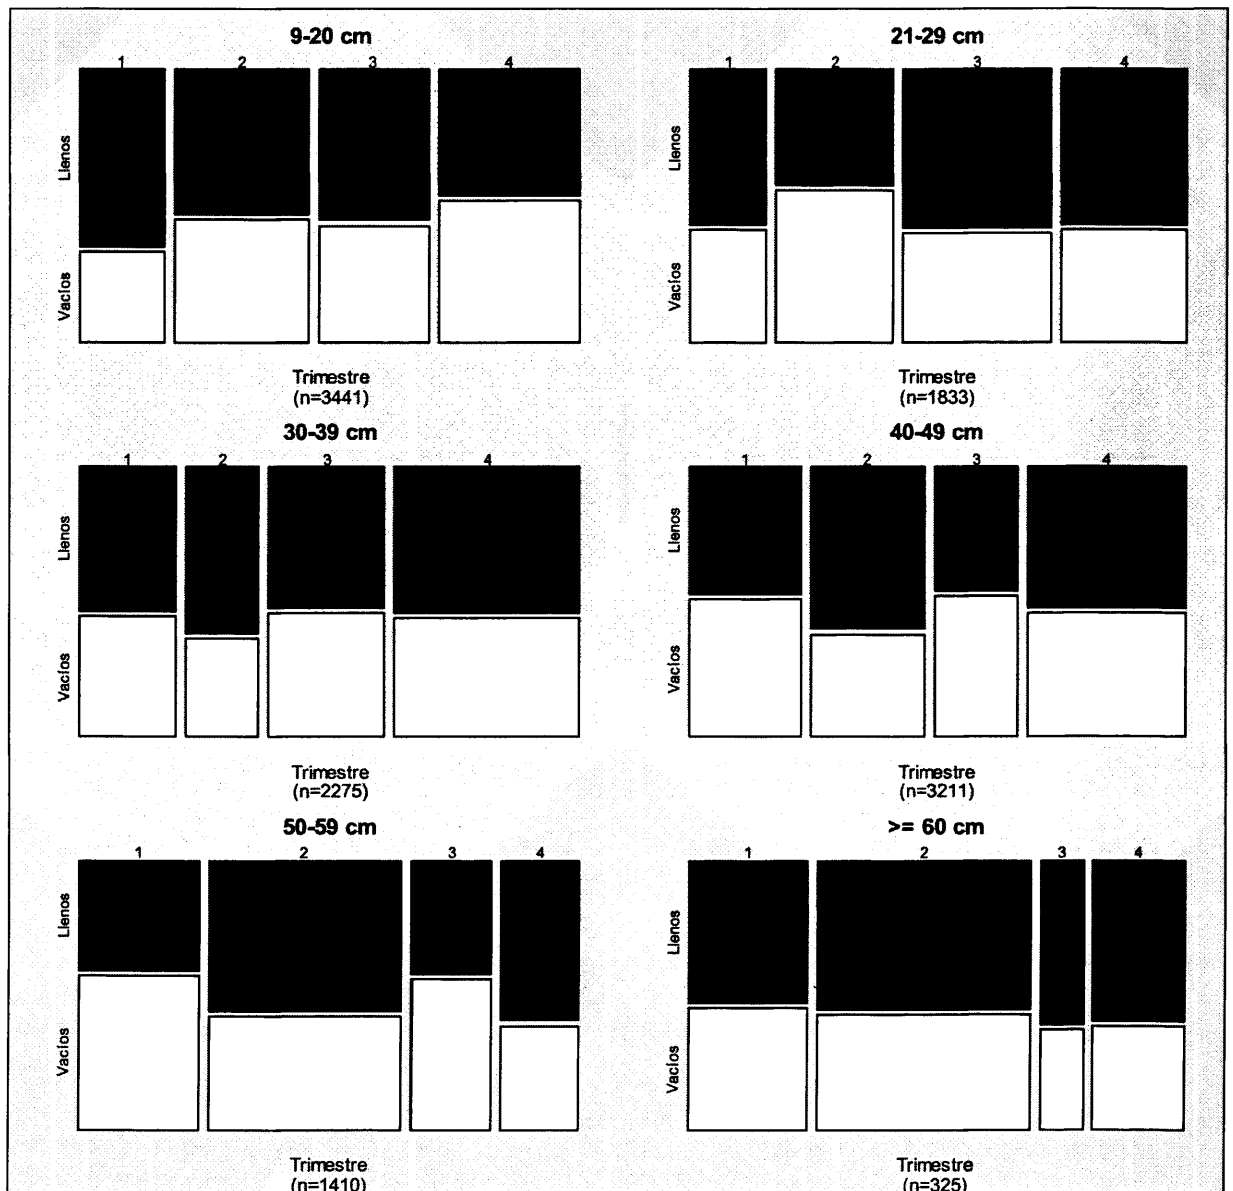 9-20 cm
1 2 3 4
Llenos
Vacíos
Trimestre
(n=3441)
21-29 cm
1 2 3 4
Llenos
Vacíos
Trimestre
(n=1833)
30-39 cm
1 2 3 4
Llenos
Vacíos
Trimestre
(n=2275)
40-49 cm
1 2 3 4
Llenos
Vacíos
Trimestre
(n=3211)
50-59 cm
1 2 3 4
Llenos
Vacíos
Trimestre
(n=1410)
>= 60 cm
1 2 3 4
Llenos
Vacíos
Trimestre
(n=325)